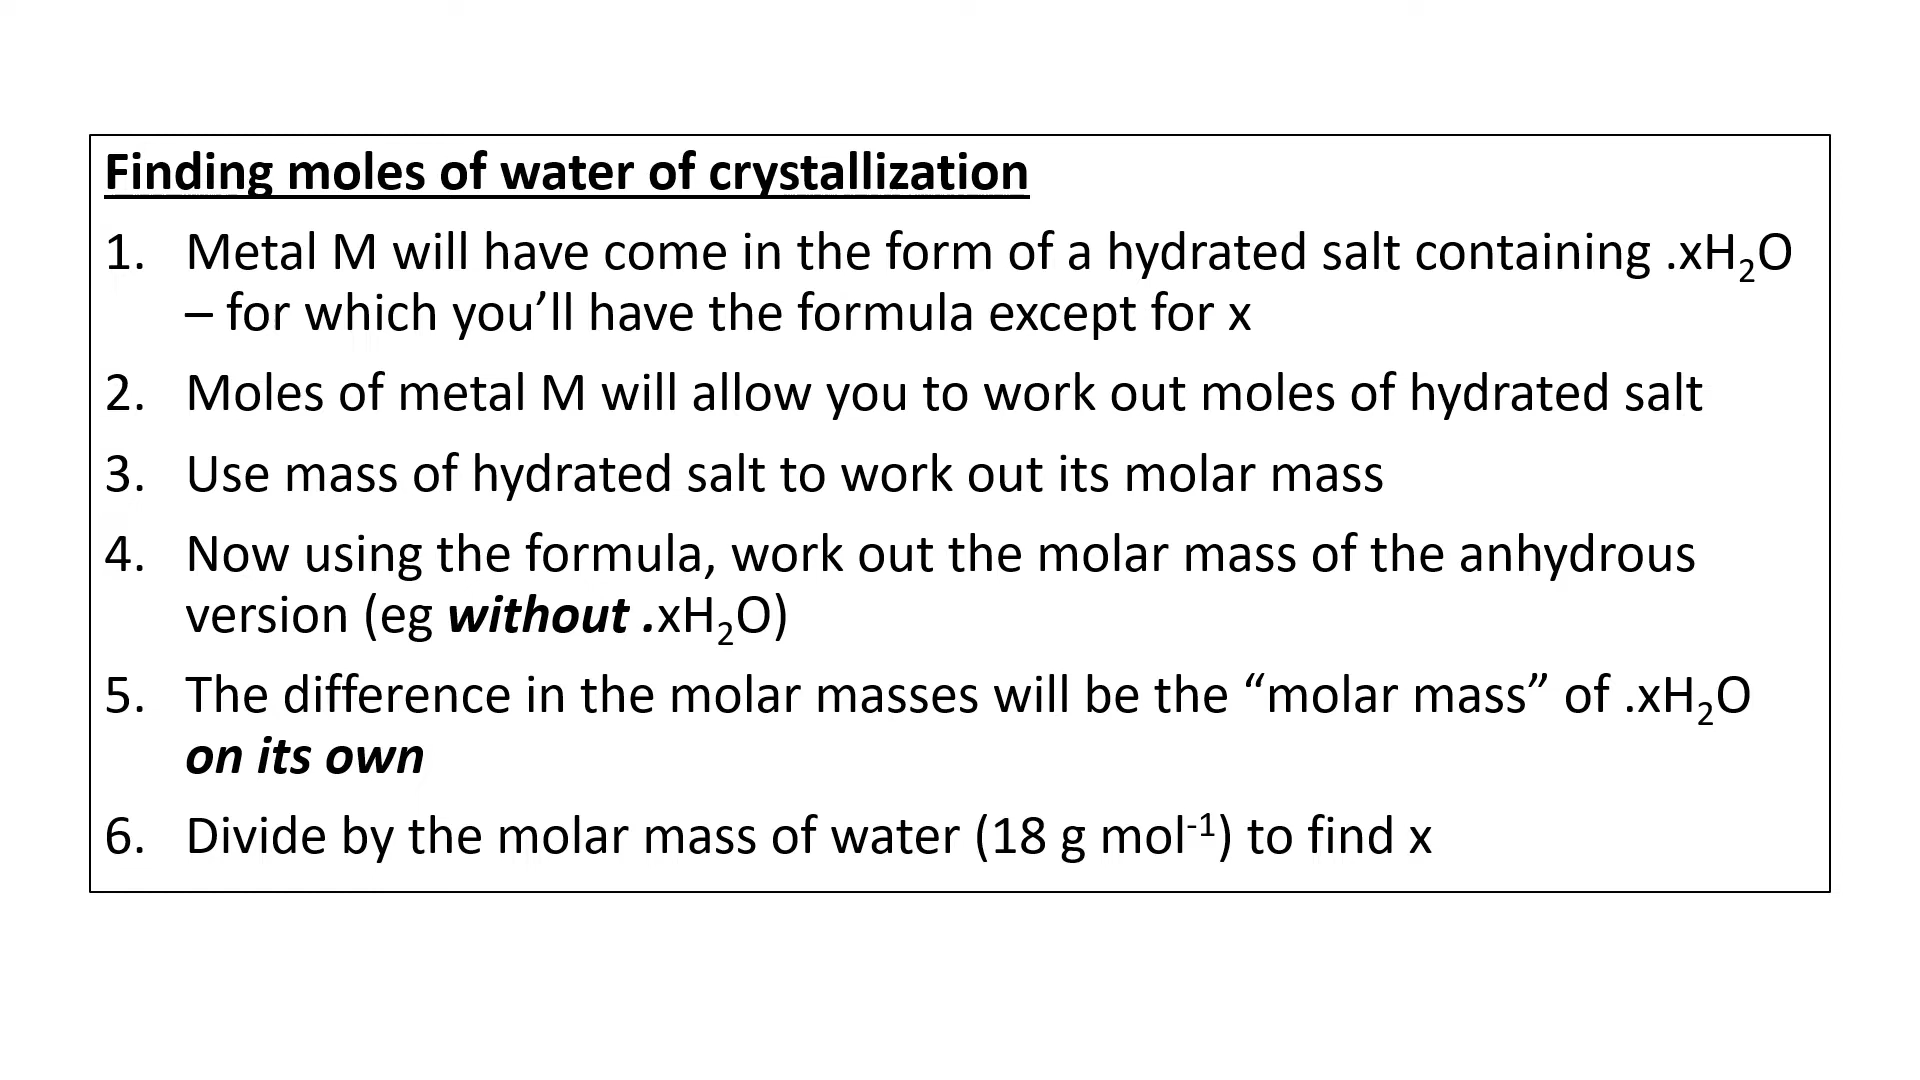 Finding moles of water of crystallization
1. Metal M will have come in the form of a hydrated salt containing .xH₂O
– for which you’ll have the formula except for x
2. Moles of metal M will allow you to work out moles of hydrated salt
3. Use mass of hydrated salt to work out its molar mass
4. Now using the formula, work out the molar mass of the anhydrous
version (eg without .xH₂O)
5. The difference in the molar masses will be the “molar mass” of .xH₂O
on its own
6. Divide by the molar mass of water (18 g mol⁻¹) to find x